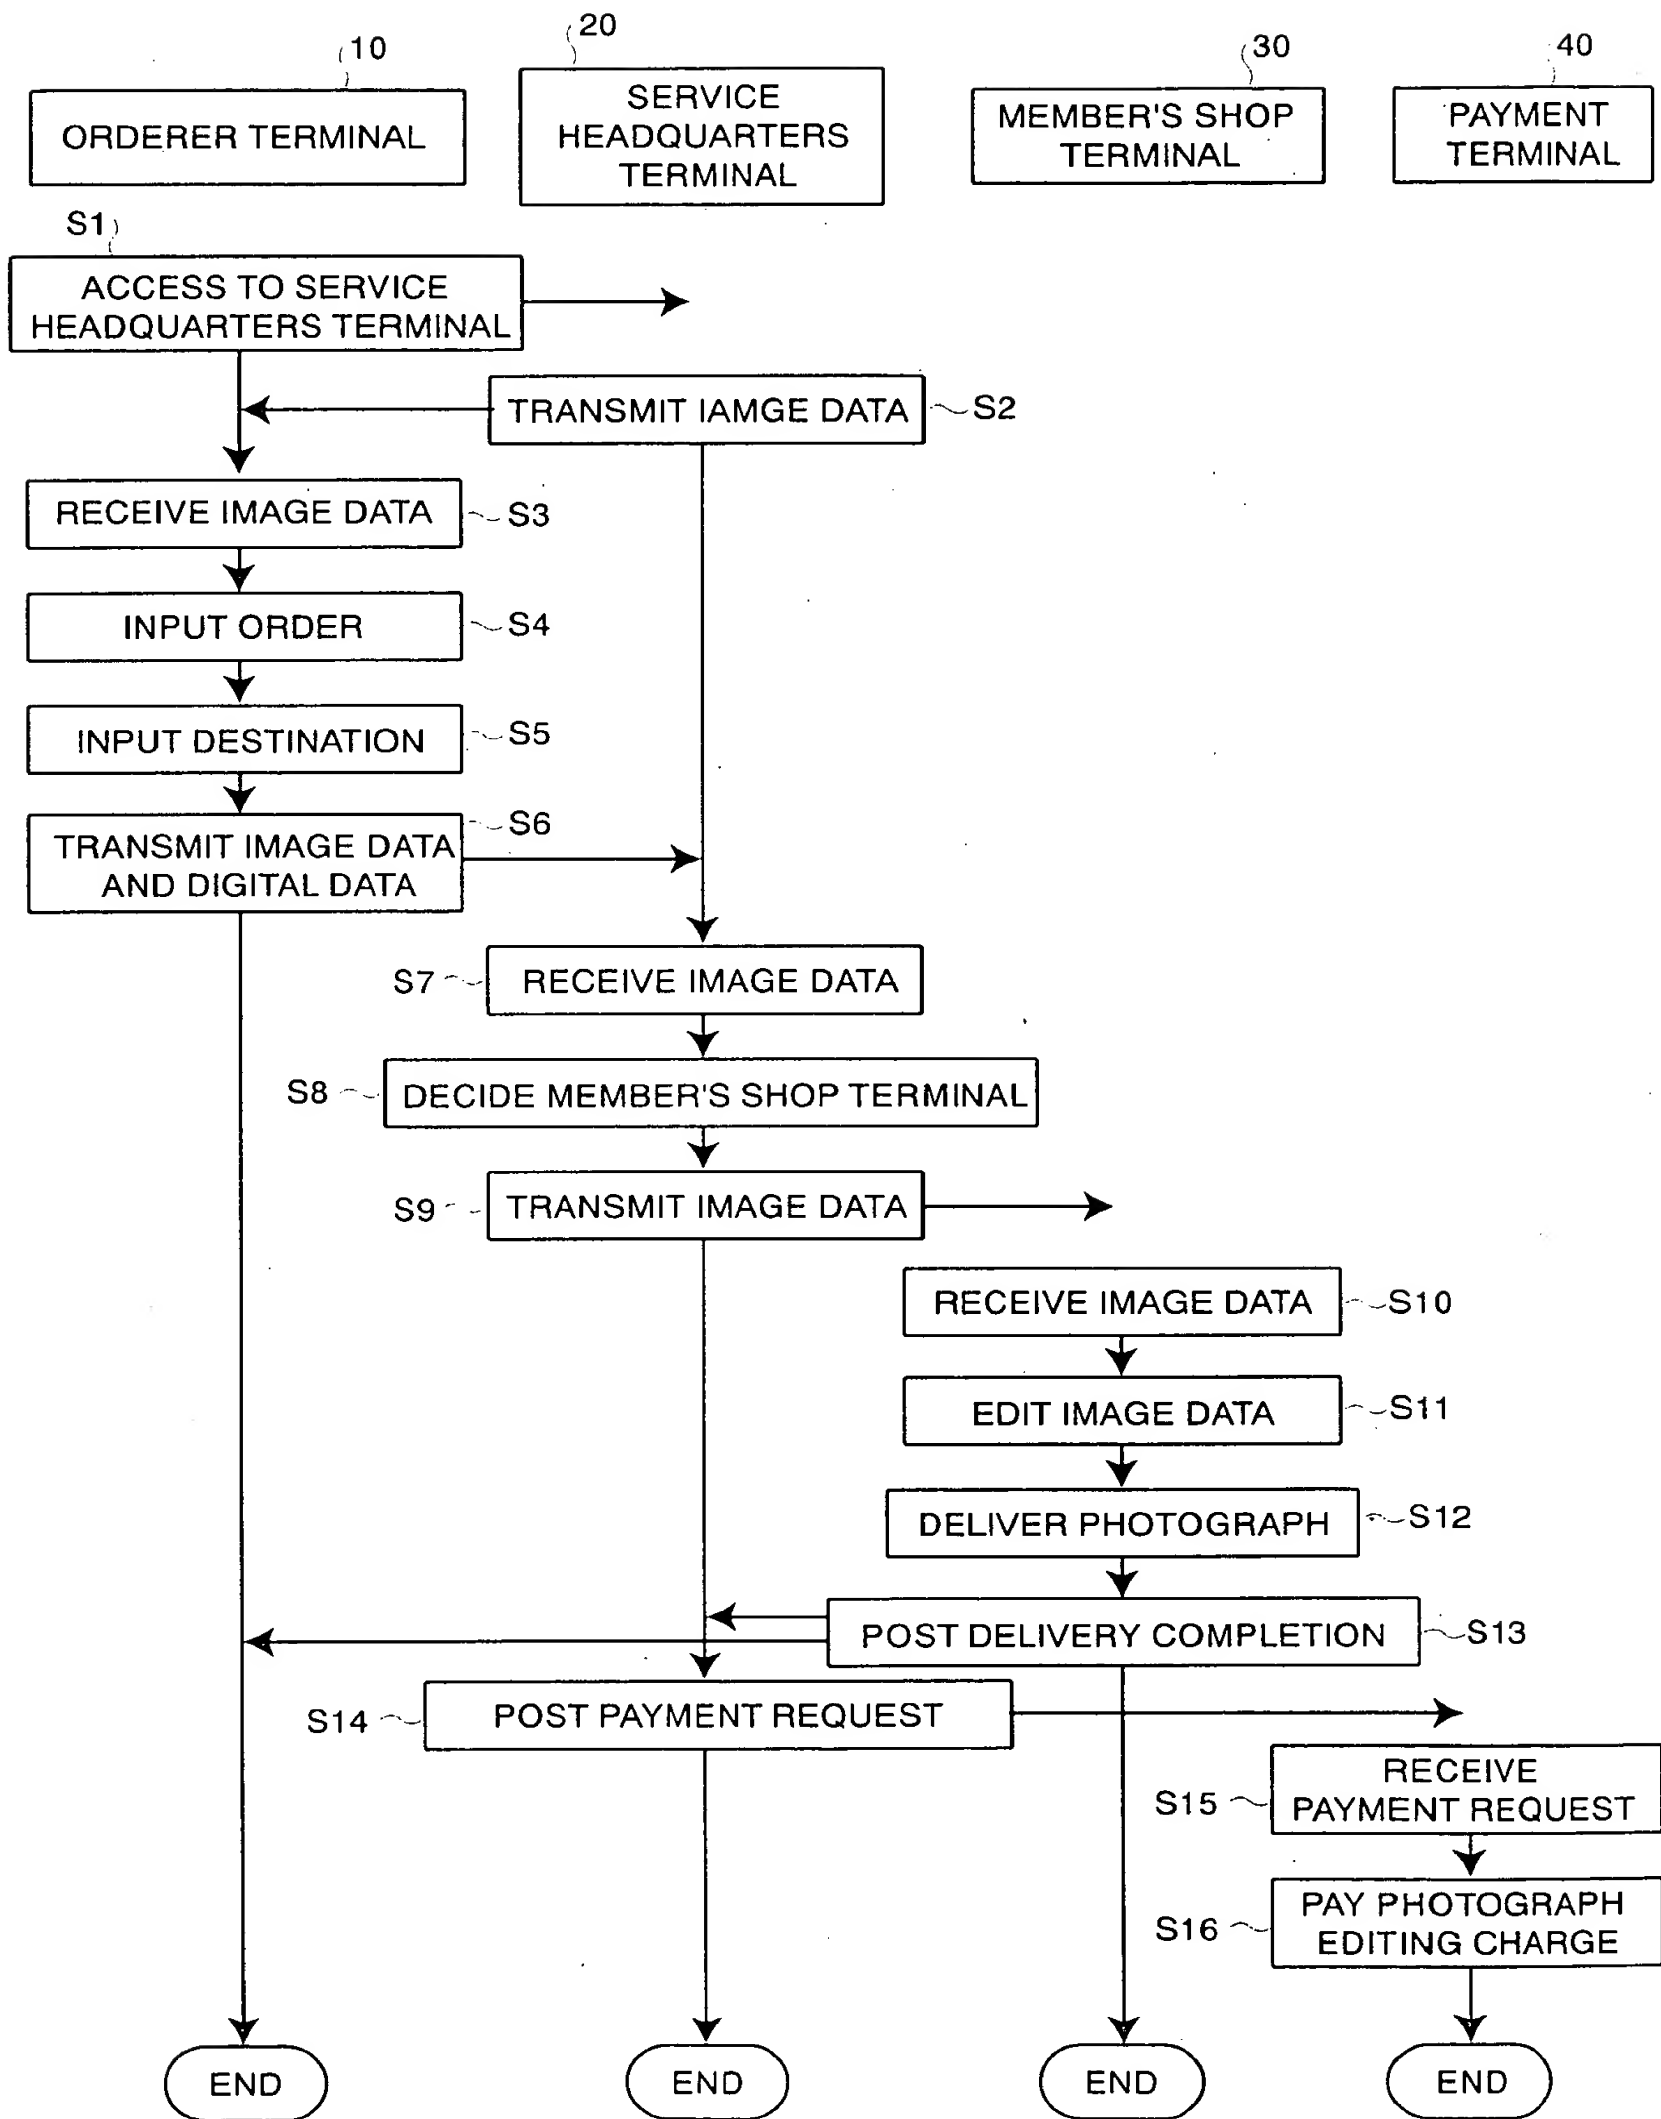 10
20
30
40
ORDERER TERMINAL
SERVICE
HEADQUARTERS
TERMINAL
MEMBER'S SHOP
TERMINAL
PAYMENT
TERMINAL
S1
ACCESS TO SERVICE
HEADQUARTERS TERMINAL
TRANSMIT IAMGE DATA
S2
RECEIVE IMAGE DATA
S3
INPUT ORDER
S4
INPUT DESTINATION
S5
S6
TRANSMIT IMAGE DATA
AND DIGITAL DATA
S7
RECEIVE IMAGE DATA
S8
DECIDE MEMBER'S SHOP TERMINAL
S9
TRANSMIT IMAGE DATA
RECEIVE IMAGE DATA
S10
EDIT IMAGE DATA
S11
DELIVER PHOTOGRAPH
S12
POST DELIVERY COMPLETION
S13
S14
POST PAYMENT REQUEST
S15
RECEIVE
PAYMENT REQUEST
S16
PAY PHOTOGRAPH
EDITING CHARGE
END
END
END
END